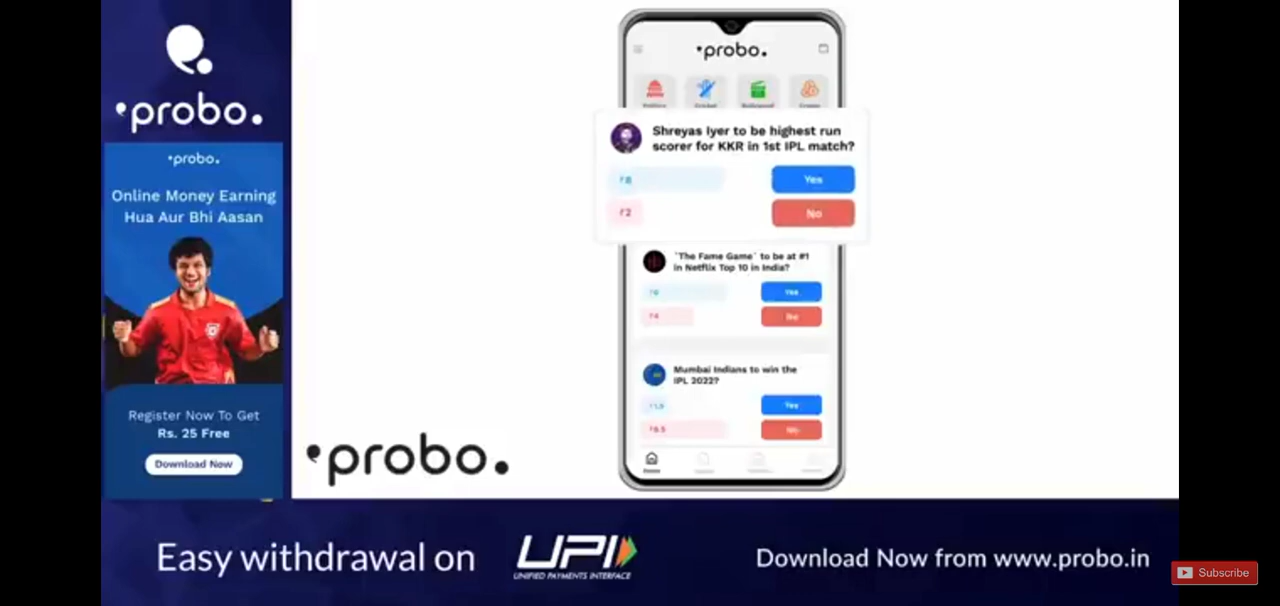 probo.
probo.
Online Money Earning
Hua Aur Bhi Aasan
Register Now To Get
Rs. 25 Free
Download Now
probo.
probo.
Shreyas Iyer to be highest run
scorer for KKR in 1st IPL match?
₹8
Yes
₹2
No
`The Fame Game` to be at #1
in Netflix Top 10 in India?
Yes
₹4
No
Mumbai Indians to win the
IPL 2022?
Yes
No
Easy withdrawal on
UPI
UNIFIED PAYMENTS INTERFACE
Download Now from www.probo.in
Subscribe